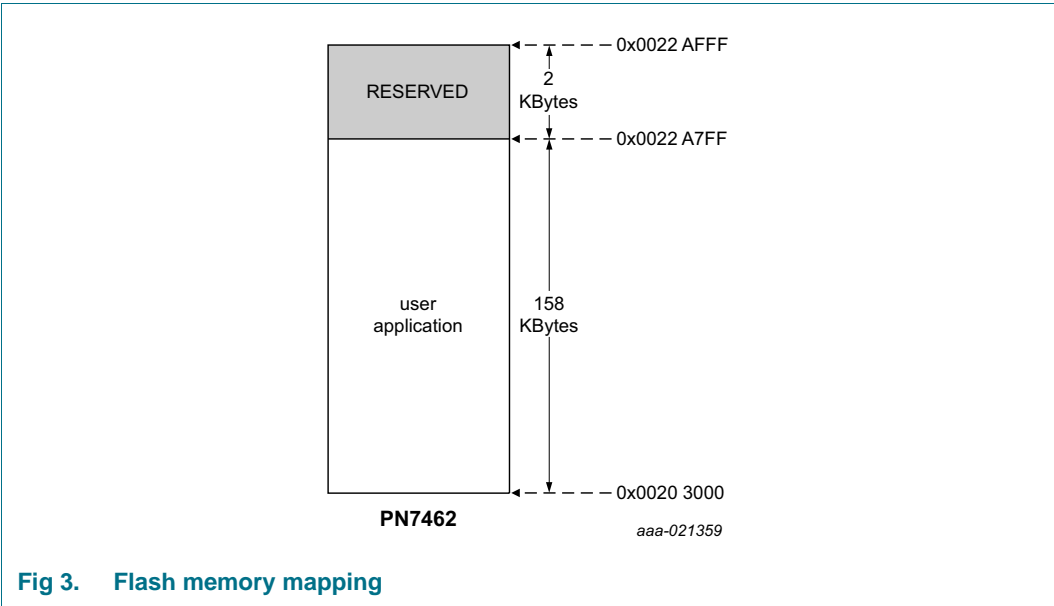 0x0022 AFFF
RESERVED
2
KBytes
0x0022 A7FF
user
application
158
KBytes
0x0020 3000
PN7462
aaa-021359
Fig 3. Flash memory mapping